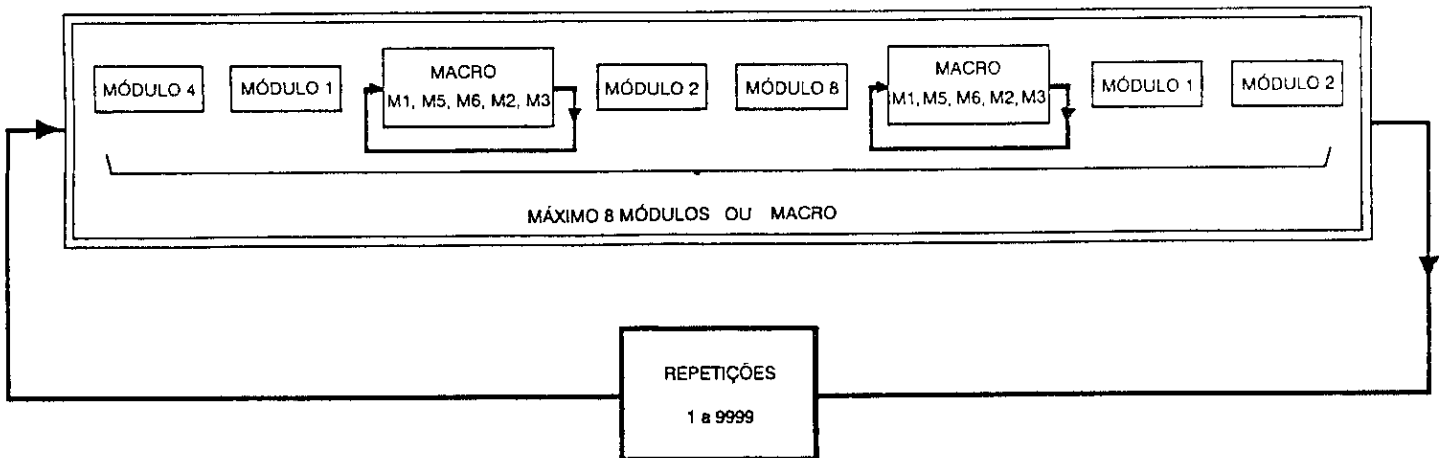 MÓDULO 4
MÓDULO 1
MACRO
M1, M5, M6, M2, M3
MÓDULO 2
MÓDULO 8
MACRO
M1, M5, M6, M2, M3
MÓDULO 1
MÓDULO 2
MÁXIMO 8 MÓDULOS OU MACRO
REPETIÇÕES
1 a 9999